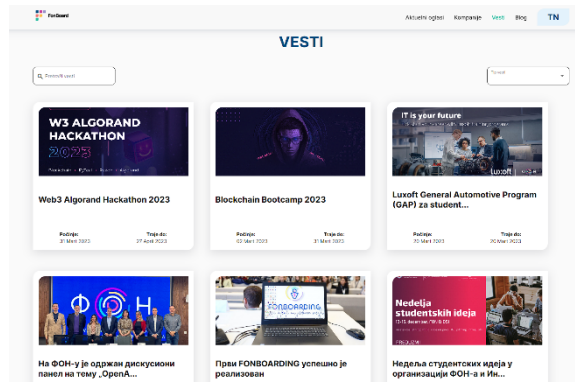 FonBoard
Aktuelni oglasi Kompanije Vesti Blog TN
VESTI
Pretraži vesti
W3 ALGORAND
HACKATHON
2023
IT is your future
Luxoft
Web3 Algorand Hackathon 2023
Blockchain Bootcamp 2023
Luxoft General Automotive Program
(GAP) za student...
Počinje: Traje do:
31 Mart 2023 27 April 2023
Počinje: Traje do:
02 Mart 2023 31 Mart 2023
Počinje: Traje do:
20 Mart 2023 20 Mart 2023
ФОН
FONBOARDING
Nedelja
studentskih ideja
На ФОН-у је одржан дискусиони
панел на тему „OpenA...
Први FONBOARDING успешно је
реализован
Недеља студентских идеја у
организацији ФОН-а и Ин...